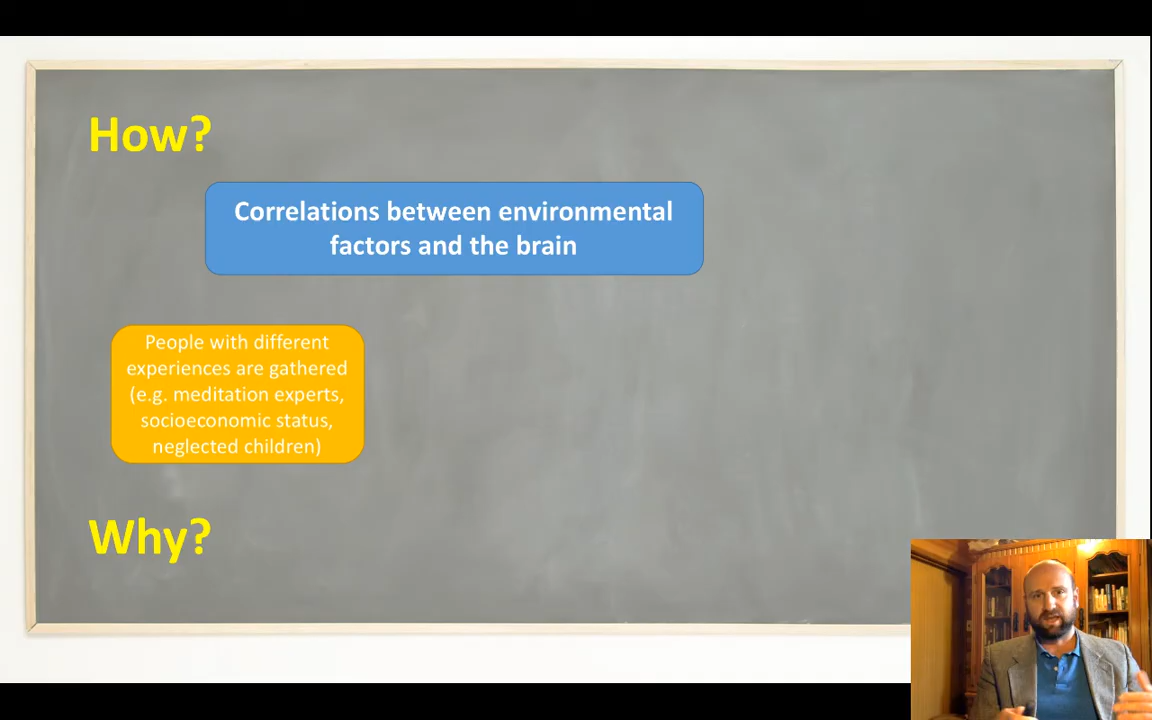 How?
Correlations between environmental
factors and the brain
People with different
experiences are gathered
(e.g. meditation experts,
socioeconomic status,
neglected children)
Why?